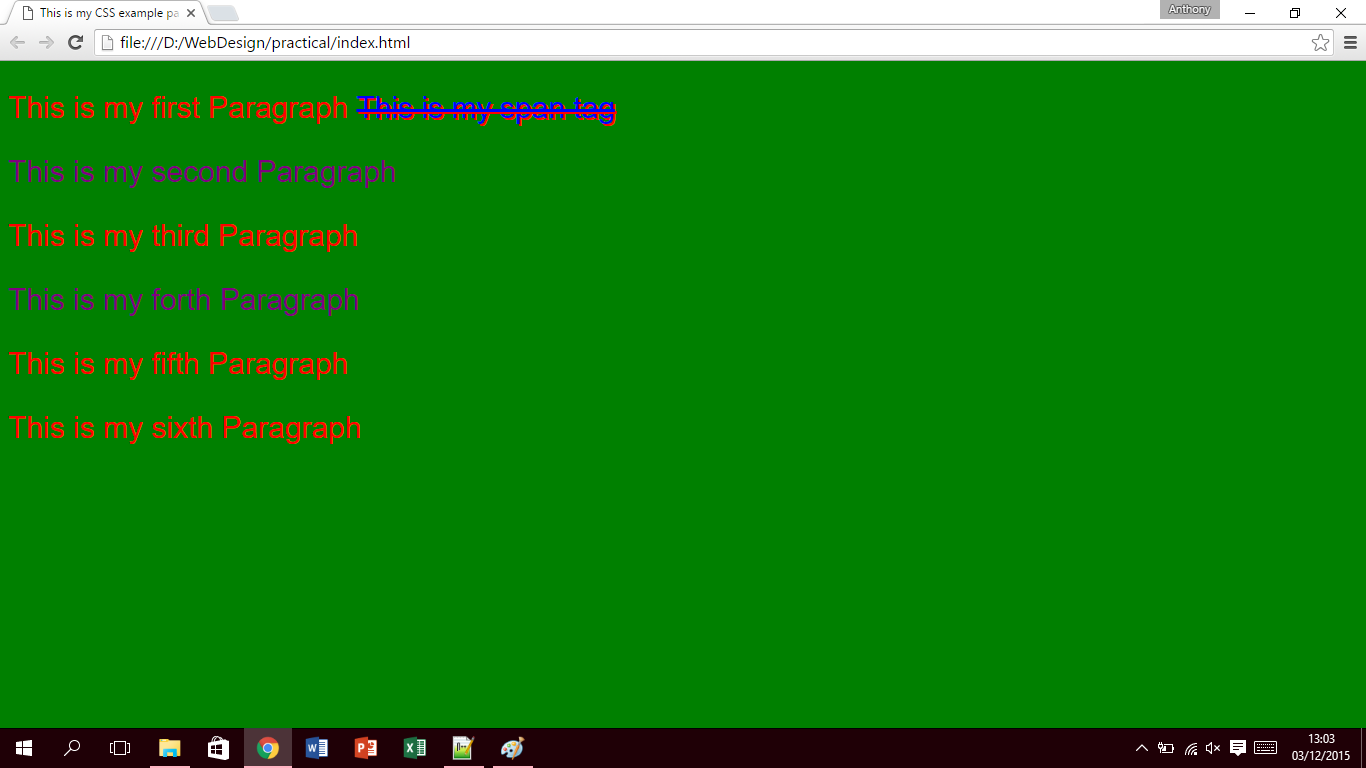 This is my CSS example pa
Anthony
file:///D:/WebDesign/practical/index.html
This is my first Paragraph This is my span tag
This is my second Paragraph
This is my third Paragraph
This is my forth Paragraph
This is my fifth Paragraph
This is my sixth Paragraph
13:03
03/12/2015